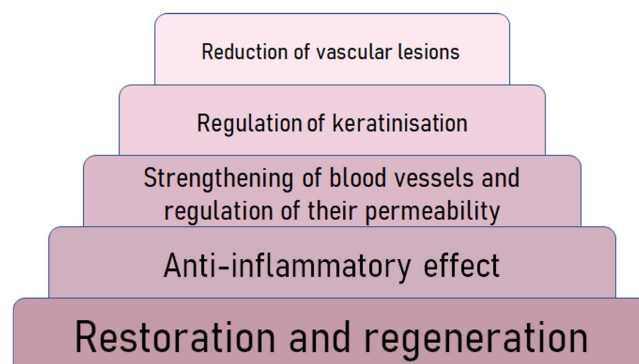 Reduction of vascular lesions
Regulation of keratinisation
Strengthening of blood vessels and
regulation of their permeability
Anti-inflammatory effect
Restoration and regeneration